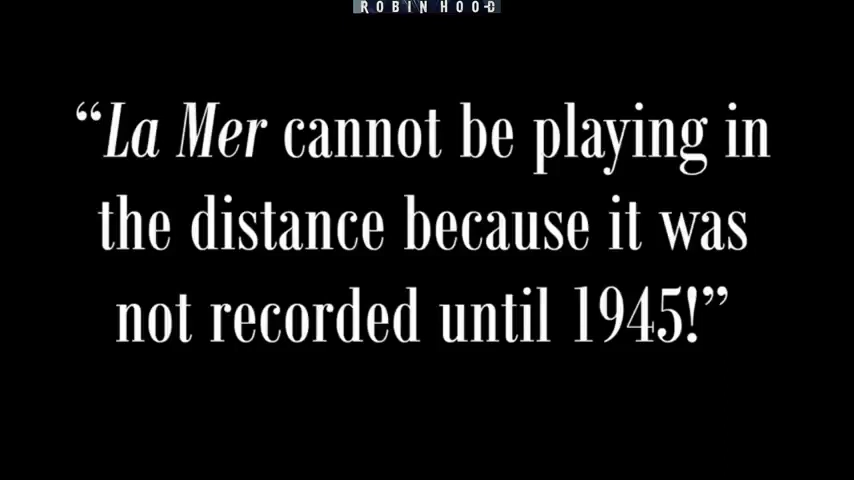 ROBIN HOOD
“La Mer cannot be playing in
the distance because it was
not recorded until 1945!”